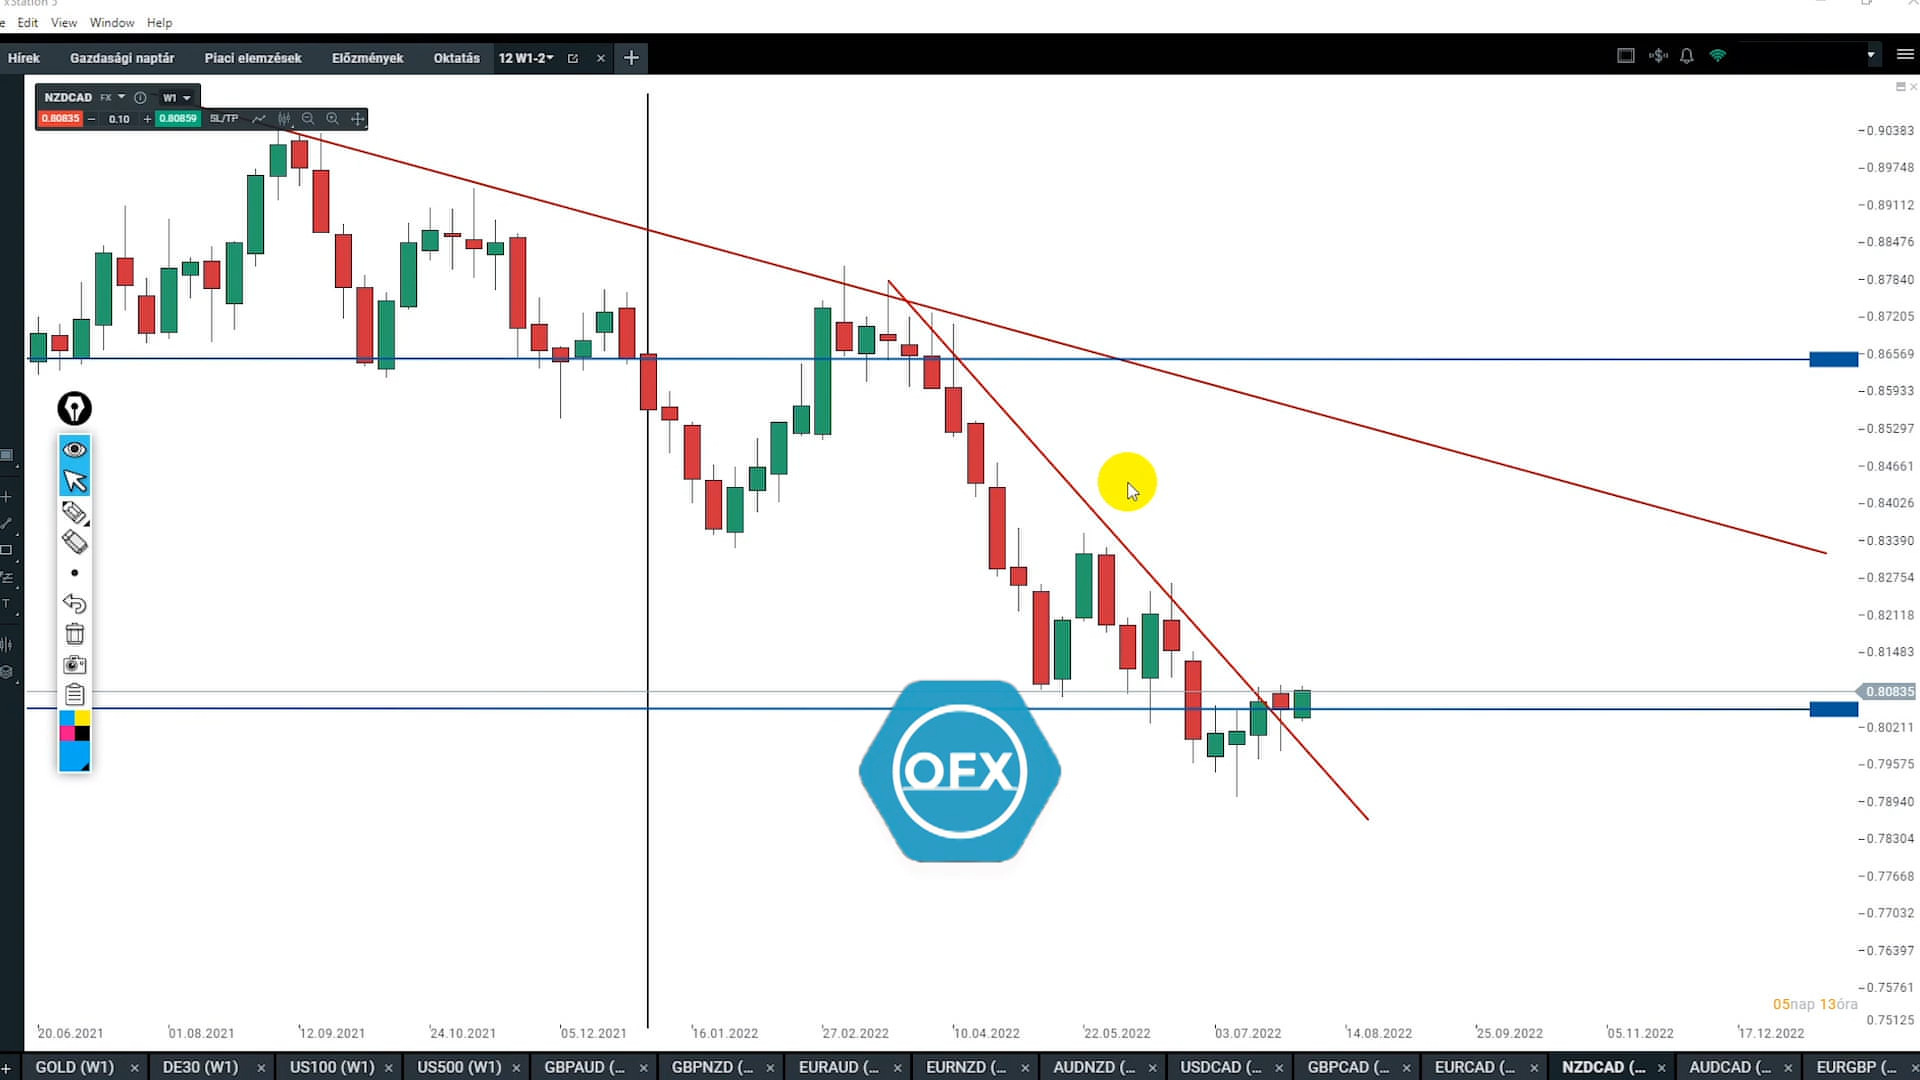 xStation 5
e Edit View Window Help
Hírek Gazdasági naptár Piaci elemzések Előzmények Oktatás 12 W1-2
NZDCAD FX W1
0.80835 − 0.10 + 0.80859 SL/TP
0.90383
0.89748
0.89112
0.88476
0.87840
0.87205
0.86569
0.85933
0.85297
0.84661
0.84026
0.83390
0.82754
0.82118
0.81483
0.80835
0.80211
0.79575
0.78940
0.78304
0.77668
0.77032
0.76397
0.75761
0.75125
OFX
T
05nap 13óra
20.06.2021 01.08.2021 12.09.2021 24.10.2021 05.12.2021 16.01.2022 27.02.2022 10.04.2022 22.05.2022 03.07.2022 14.08.2022 25.09.2022 05.11.2022 17.12.2022
+ GOLD (W1) × DE30 (W1) × US100 (W1) × US500 (W1) × GBPAUD (... × GBPNZD (... × EURAUD (... × EURNZD (... × AUDNZD (... × USDCAD (... × GBPCAD (... × EURCAD (... × NZDCAD (... × AUDCAD (... × EURGBP (... ×